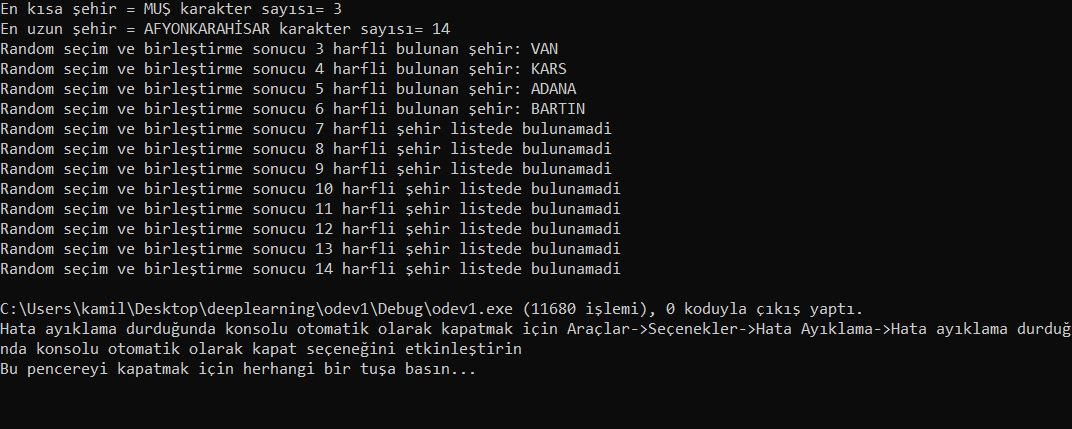 En kısa şehir = MUŞ karakter sayısı= 3
En uzun şehir = AFYONKARAHİSAR karakter sayısı= 14
Random seçim ve birleştirme sonucu 3 harfli bulunan şehir: VAN
Random seçim ve birleştirme sonucu 4 harfli bulunan şehir: KARS
Random seçim ve birleştirme sonucu 5 harfli bulunan şehir: ADANA
Random seçim ve birleştirme sonucu 6 harfli bulunan şehir: BARTIN
Random seçim ve birleştirme sonucu 7 harfli şehir listede bulunamadi
Random seçim ve birleştirme sonucu 8 harfli şehir listede bulunamadi
Random seçim ve birleştirme sonucu 9 harfli şehir listede bulunamadi
Random seçim ve birleştirme sonucu 10 harfli şehir listede bulunamadi
Random seçim ve birleştirme sonucu 11 harfli şehir listede bulunamadi
Random seçim ve birleştirme sonucu 12 harfli şehir listede bulunamadi
Random seçim ve birleştirme sonucu 13 harfli şehir listede bulunamadi
Random seçim ve birleştirme sonucu 14 harfli şehir listede bulunamadi
C:\Users\kamil\Desktop\deeplearning\odev1\Debug\odev1.exe (11680 işlemi), 0 koduyla çıkış yaptı.
Hata ayıklama durduğunda konsolu otomatik olarak kapatmak için Araçlar->Seçenekler->Hata Ayıklama->Hata ayıklama durduğ
nda konsolu otomatik olarak kapat seçeneğini etkinleştirin
Bu pencereyi kapatmak için herhangi bir tuşa basın...